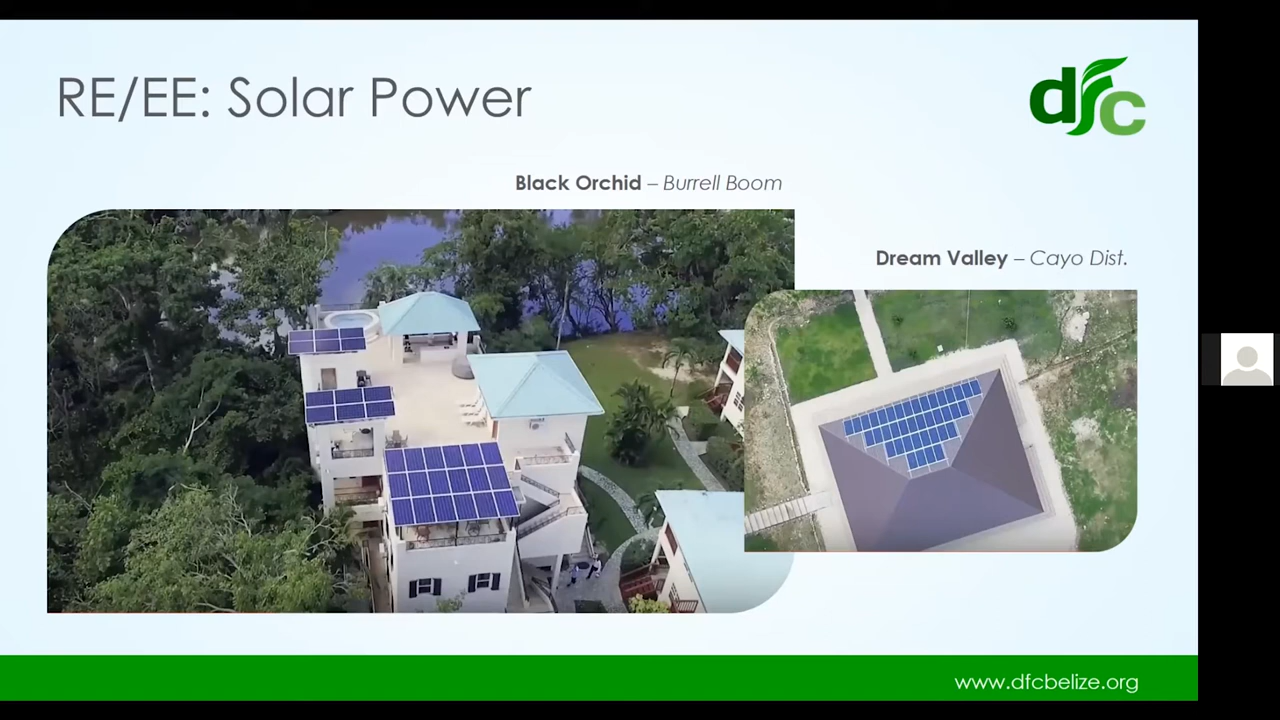 RE/EE: Solar Power
dfc
Black Orchid – Burrell Boom
Dream Valley – Cayo Dist.
www.dfcbelize.org